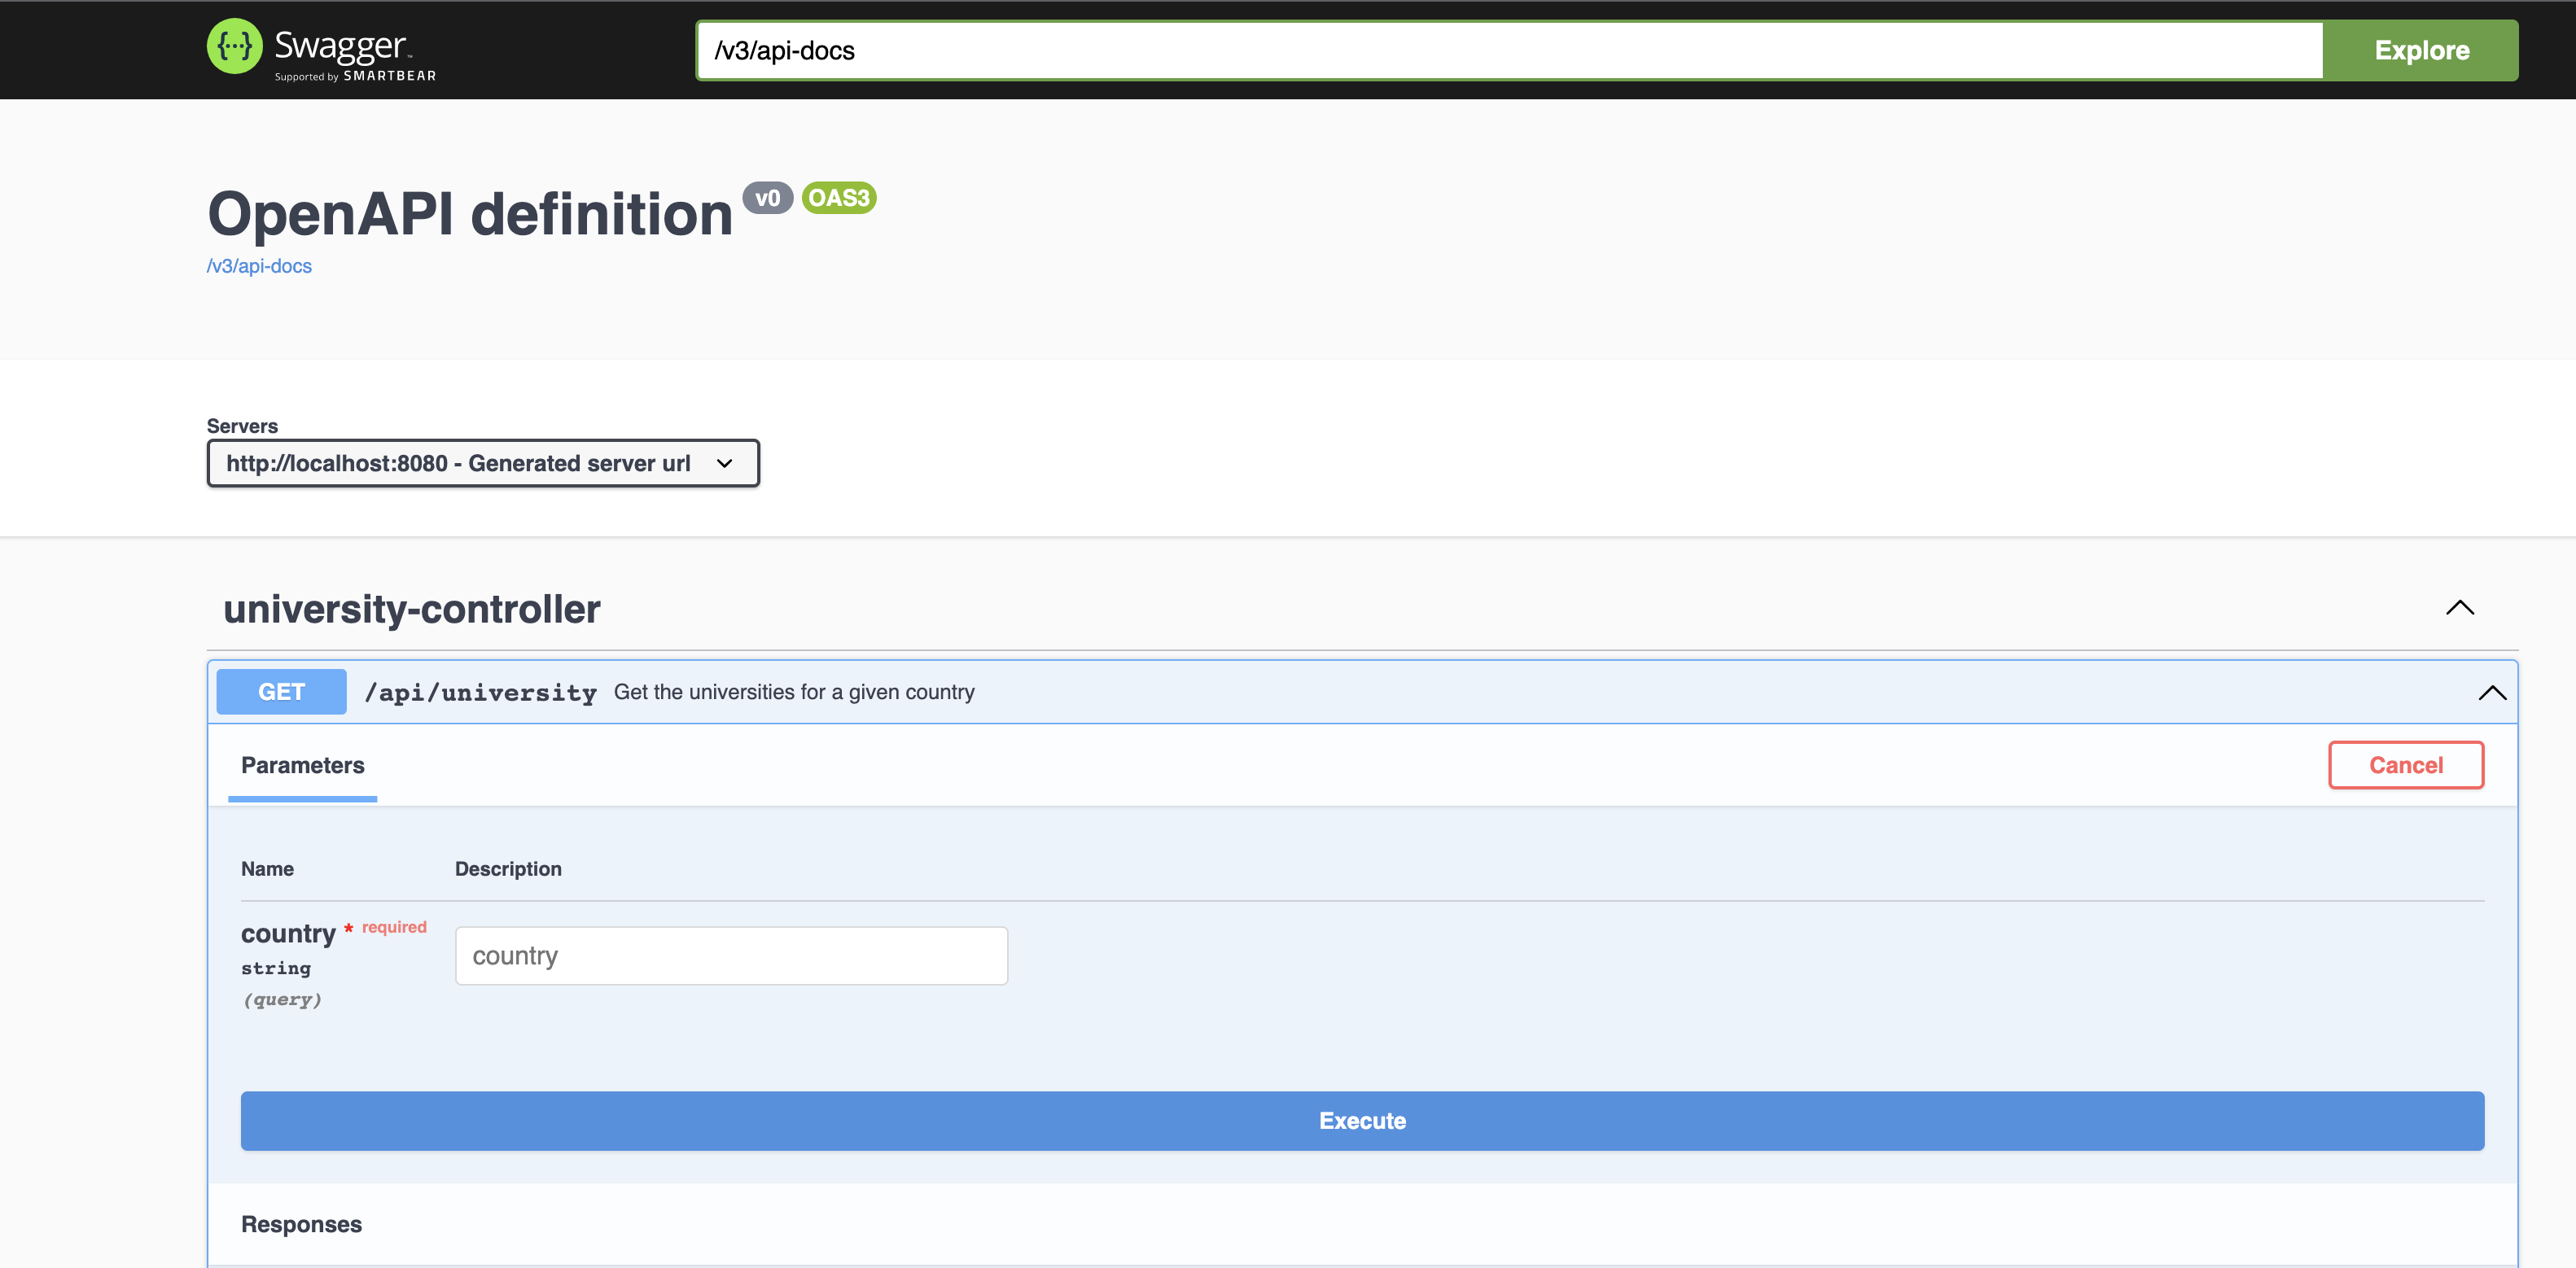 Swagger™
Supported by SMARTBEAR
/v3/api-docs
Explore
OpenAPI definition v0 OAS3
/v3/api-docs
Servers
http://localhost:8080 - Generated server url
university-controller
GET /api/university Get the universities for a given country
Parameters
Cancel
Name Description
country * required
string
(query)
country
Execute
Responses